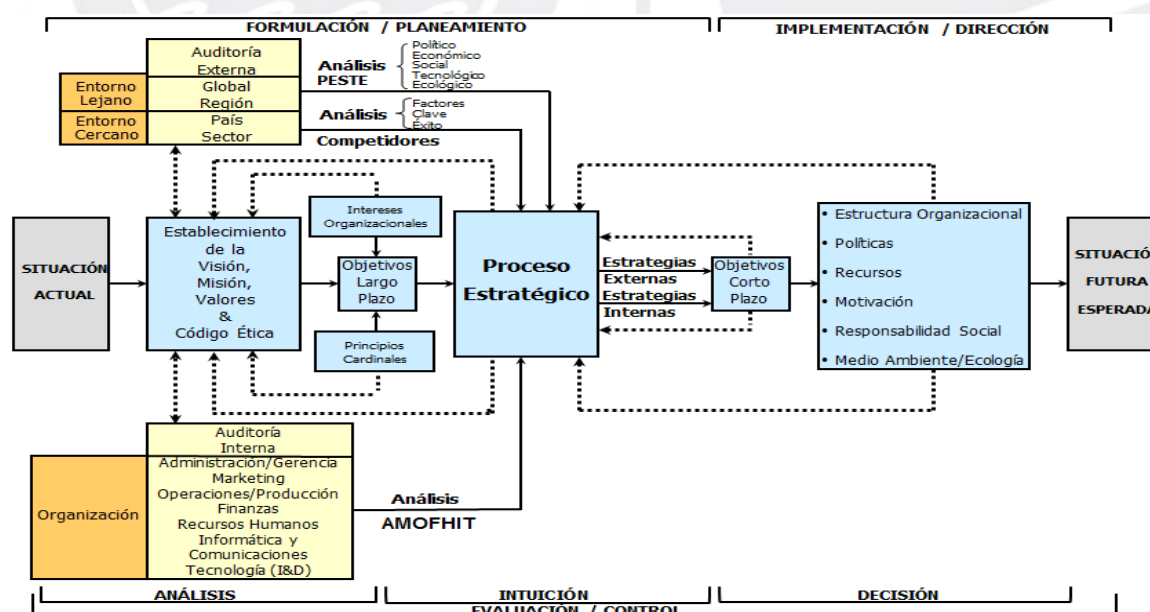 FORMULACIÓN / PLANEAMIENTO
IMPLEMENTACIÓN / DIRECCIÓN
Auditoría
Externa
Entorno
Lejano
Global
Región
Entorno
Cercano
País
Sector
Análisis
PESTE
Político
Económico
Social
Tecnológico
Ecológico
Análisis
Competidores
Factores
Clave
Éxito
SITUACIÓN
ACTUAL
Establecimiento
de la
Visión,
Misión,
Valores
&
Código Ética
Intereses
Organizacionales
Objetivos
Largo
Plazo
Principios
Cardinales
Proceso
Estratégico
Estrategias
Externas
Estrategias
Internas
Objetivos
Corto
Plazo
• Estructura Organizacional
• Políticas
• Recursos
• Motivación
• Responsabilidad Social
• Medio Ambiente/Ecología
SITUACIÓ
FUTURA
ESPERADA
Organización
Auditoría
Interna
Administración/Gerencia
Marketing
Operaciones/Producción
Finanzas
Recursos Humanos
Informática y
Comunicaciones
Tecnología (I&D)
Análisis
AMOFHIT
ANÁLISIS
INTUICIÓN
DECISIÓN
EVALUACIÓN / CONTROL